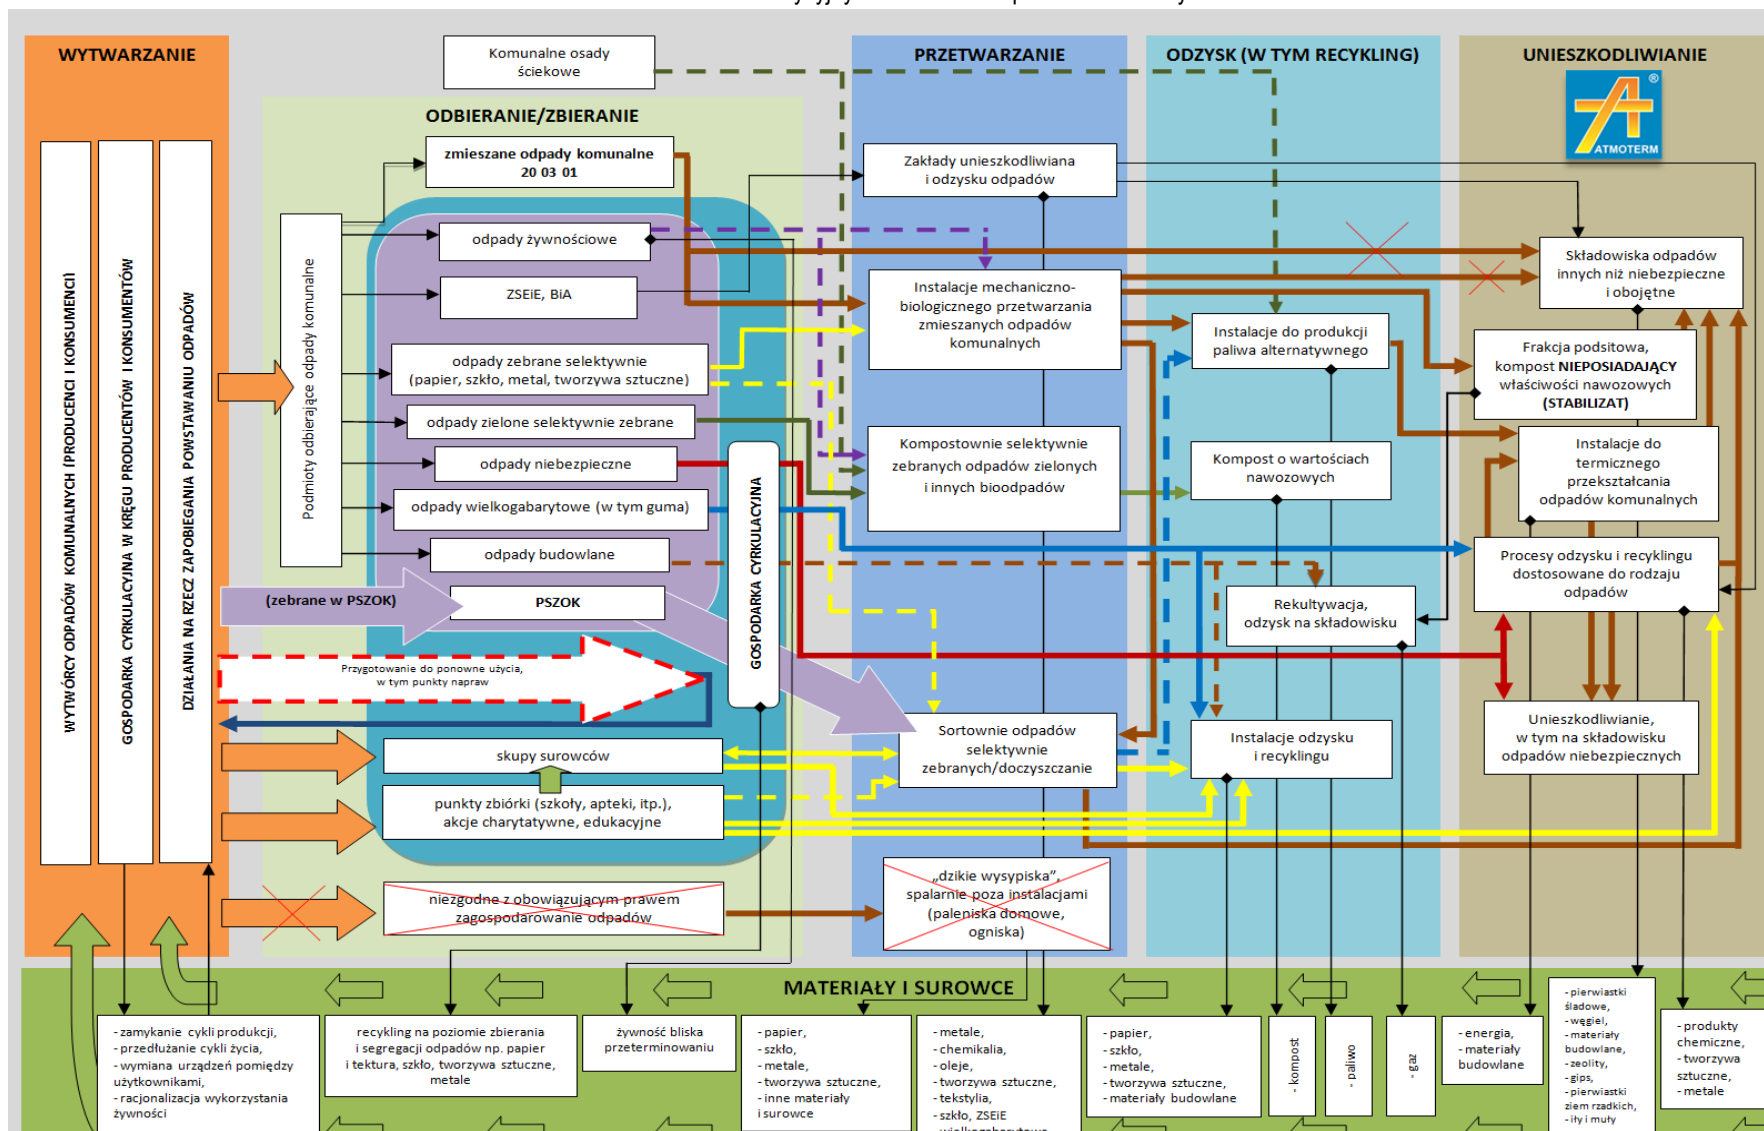 WYTWARZANIE
WYTWÓRCY ODPADÓW KOMUNALNYCH (PRODUCENCI I KONSUMENCI)
GOSPODARKA CYRKULACYJNA W KRĘGU PRODUCENTÓW I KONSUMENTÓW
DZIAŁANIA NA RZECZ ZAPOBIEGANIA POWSTAWANIU ODPADÓW
Komunalne osady
ściekowe
ODBIERANIE/ZBIERANIE
Podmioty odbierające odpady komunalne
zmieszane odpady komunalne
20 03 01
odpady żywnościowe
ZSEiE, BiA
odpady zebrane selektywnie
(papier, szkło, metal, tworzywa sztuczne)
odpady zielone selektywnie zebrane
odpady niebezpieczne
odpady wielkogabarytowe (w tym guma)
odpady budowlane
(zebrane w PSZOK)
PSZOK
GOSPODARKA CYRKULACYJNA
Przygotowanie do ponowne użycia,
w tym punkty napraw
skupy surowców
punkty zbiórki (szkoły, apteki, itp.),
akcje charytatywne, edukacyjne
niezgodne z obowiązującym prawem
zagospodarowanie odpadów
PRZETWARZANIE
Zakłady unieszkodliwiana
i odzysku odpadów
Instalacje mechaniczno-
biologicznego przetwarzania
zmieszanych odpadów
komunalnych
Kompostownie selektywnie
zebranych odpadów zielonych
i innych bioodpadów
Sortownie odpadów
selektywnie
zebranych/doczyszczanie
„dzikie wysypiska”,
spalarnie poza instalacjami
(paleniska domowe,
ogniska)
ODZYSK (W TYM RECYKLING)
Instalacje do produkcji
paliwa alternatywnego
Kompost o wartościach
nawozowych
Rekultywacja,
odzysk na składowisku
Instalacje odzysku
i recyklingu
UNIESZKODLIWIANIE
®
ATMOTERM
Składowiska odpadów
innych niż niebezpieczne
i obojętne
Frakcja podsitowa,
kompost NIEPOSIADAJĄCY
właściwości nawozowych
(STABILIZAT)
Instalacje do
termicznego
przekształcania
odpadów komunalnych
Procesy odzysku i recyklingu
dostosowane do rodzaju
odpadów
Unieszkodliwianie,
w tym na składowisku
odpadów niebezpiecznych
MATERIAŁY I SUROWCE
- zamykanie cykli produkcji,
- przedłużanie cykli życia,
- wymiana urządzeń pomiędzy
użytkownikami,
- racjonalizacja wykorzystania
żywności
recykling na poziomie zbierania
i segregacji odpadów np. papier
i tektura, szkło, tworzywa sztuczne,
metale
żywność bliska
przeterminowaniu
- papier,
- szkło,
- metale,
- tworzywa sztuczne,
- inne materiały
i surowce
- metale,
- chemikalia,
- oleje,
- tworzywa sztuczne,
- tekstylia,
- szkło, ZSEiE
- papier,
- szkło,
- metale,
- tworzywa sztuczne,
- materiały budowlane
- kompost
- paliwo
- gaz
- energia,
- materiały
budowlane
- pierwiastki
śladowe,
- węgiel,
- materiały
budowlane,
- zeolity,
- gips,
- pierwiastki
ziem rzadkich,
- iły i muły
- produkty
chemiczne,
- tworzywa
sztuczne,
- metale